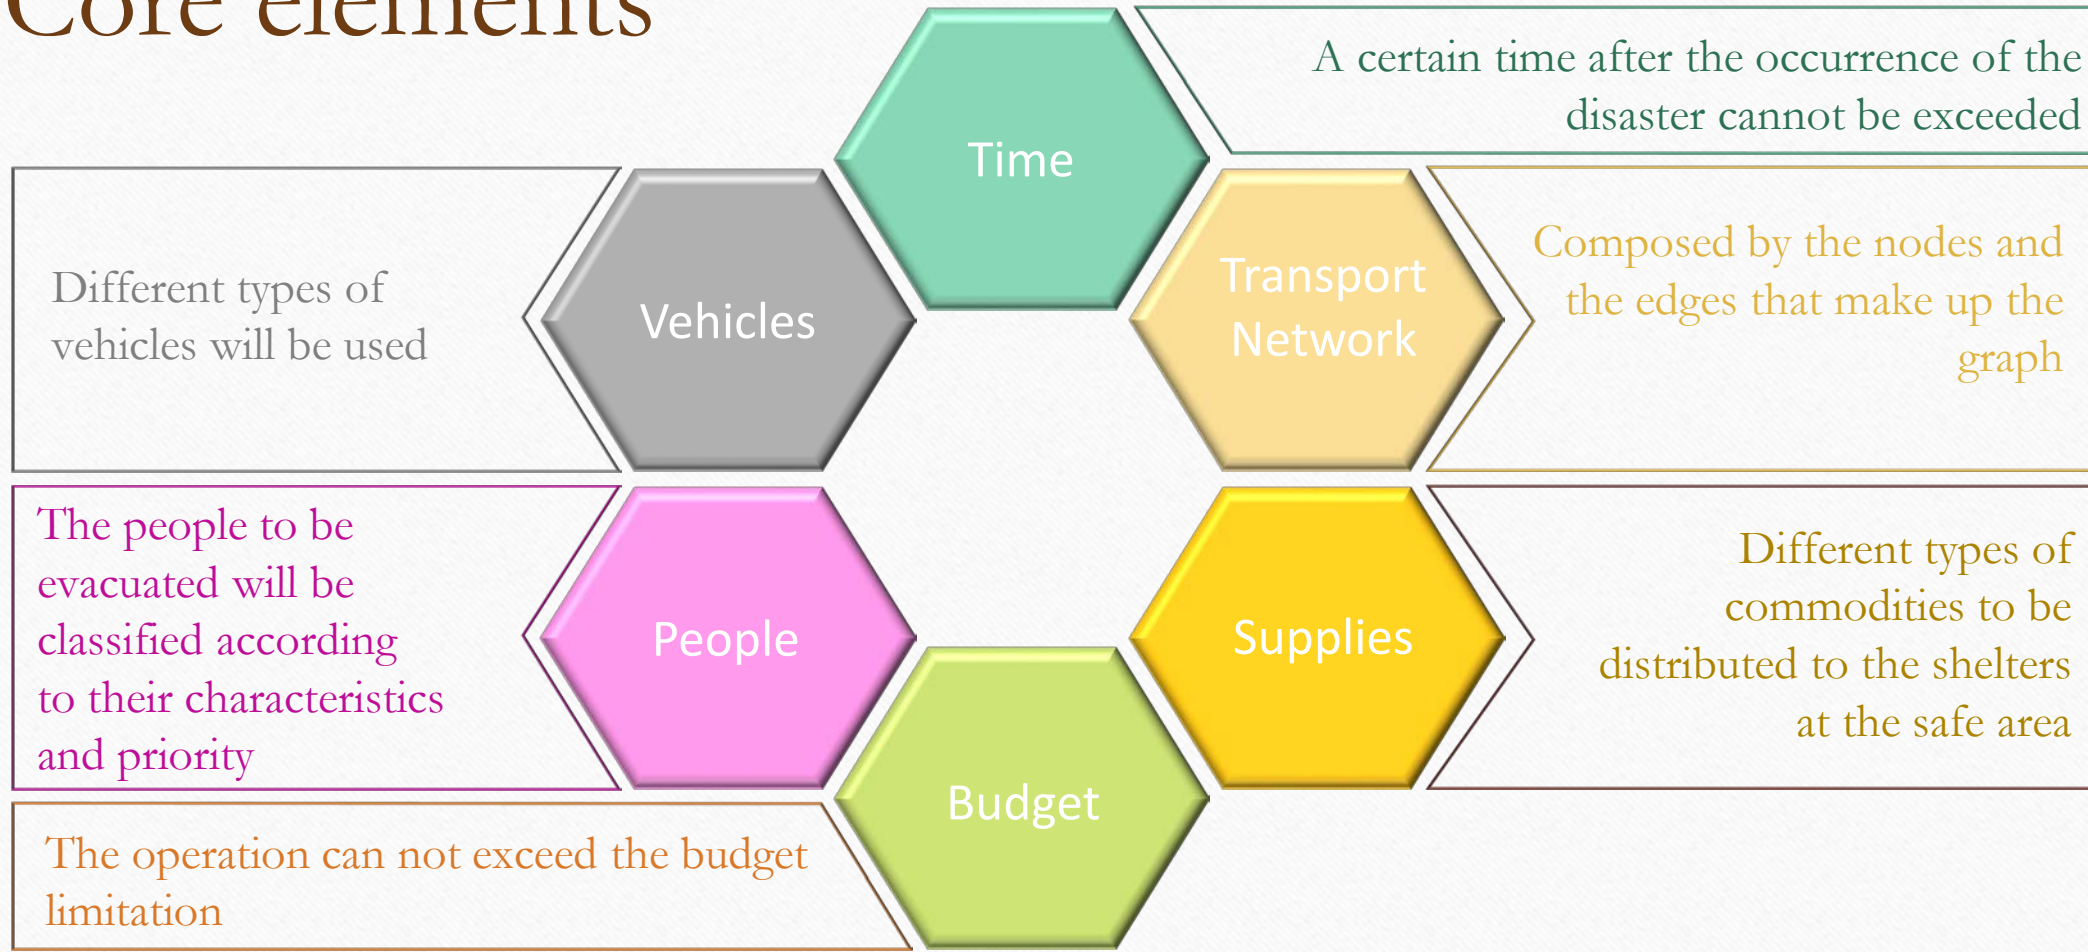 Core elements
Time
A certain time after the occurrence of the
disaster cannot be exceeded
Transport
Network
Composed by the nodes and
the edges that make up the
graph
Supplies
Different types of
commodities to be
distributed to the shelters
at the safe area
Budget
The operation can not exceed the budget
limitation
People
The people to be
evacuated will be
classified according
to their characteristics
and priority
Vehicles
Different types of
vehicles will be used